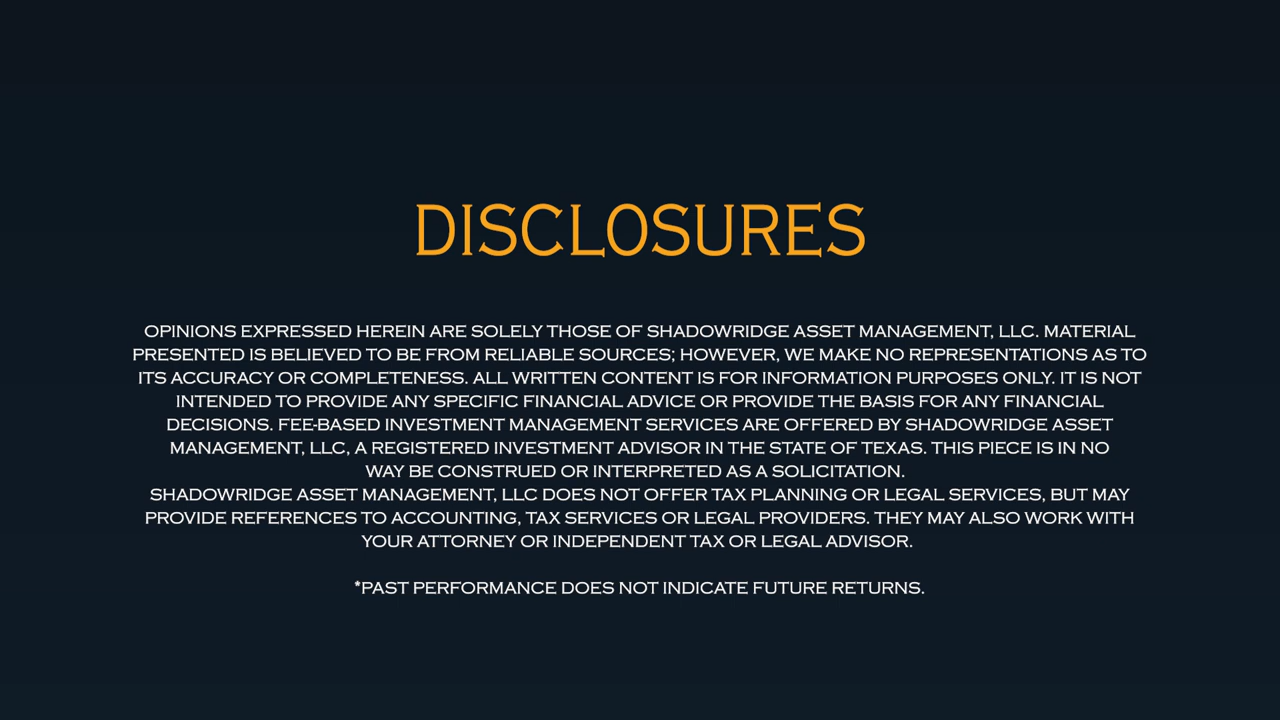 DISCLOSURES
OPINIONS EXPRESSED HEREIN ARE SOLELY THOSE OF SHADOWRIDGE ASSET MANAGEMENT, LLC. MATERIAL
PRESENTED IS BELIEVED TO BE FROM RELIABLE SOURCES; HOWEVER, WE MAKE NO REPRESENTATIONS AS TO
ITS ACCURACY OR COMPLETENESS. ALL WRITTEN CONTENT IS FOR INFORMATION PURPOSES ONLY. IT IS NOT
INTENDED TO PROVIDE ANY SPECIFIC FINANCIAL ADVICE OR PROVIDE THE BASIS FOR ANY FINANCIAL
DECISIONS. FEE-BASED INVESTMENT MANAGEMENT SERVICES ARE OFFERED BY SHADOWRIDGE ASSET
MANAGEMENT, LLC, A REGISTERED INVESTMENT ADVISOR IN THE STATE OF TEXAS. THIS PIECE IS IN NO
WAY BE CONSTRUED OR INTERPRETED AS A SOLICITATION.
SHADOWRIDGE ASSET MANAGEMENT, LLC DOES NOT OFFER TAX PLANNING OR LEGAL SERVICES, BUT MAY
PROVIDE REFERENCES TO ACCOUNTING, TAX SERVICES OR LEGAL PROVIDERS. THEY MAY ALSO WORK WITH
YOUR ATTORNEY OR INDEPENDENT TAX OR LEGAL ADVISOR.
*PAST PERFORMANCE DOES NOT INDICATE FUTURE RETURNS.